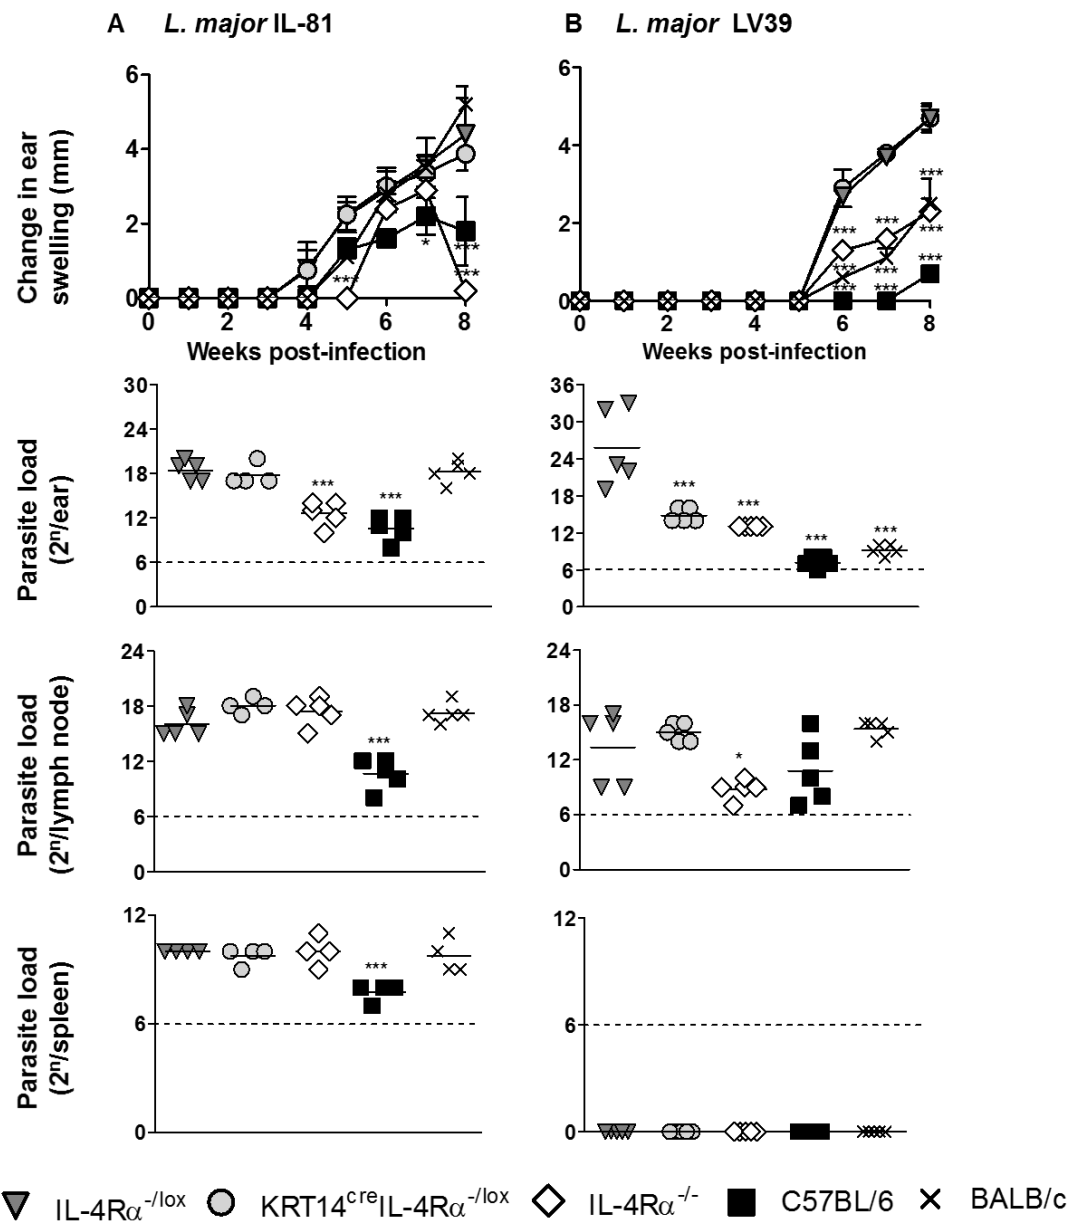 A L. major IL-81
B L. major LV39
Change in ear
swelling (mm)
6
4
2
0
0 2 4 6 8
Weeks post-infection
*** * *** ***
6
4
2
0
0 2 4 6 8
Weeks post-infection
*** *** *** *** *** *** *** *** ***
Parasite load
(2ⁿ/ear)
30
24
18
12
6
0
*** ***
36
30
24
18
12
6
0
*** *** *** ***
Parasite load
(2ⁿ/lymph node)
24
18
12
6
0
***
24
18
12
6
0
*
Parasite load
(2ⁿ/spleen)
12
6
0
***
12
6
0
IL-4Rα⁻/lox KRT14creIL-4Rα⁻/lox IL-4Rα⁻/⁻ C57BL/6 BALB/c